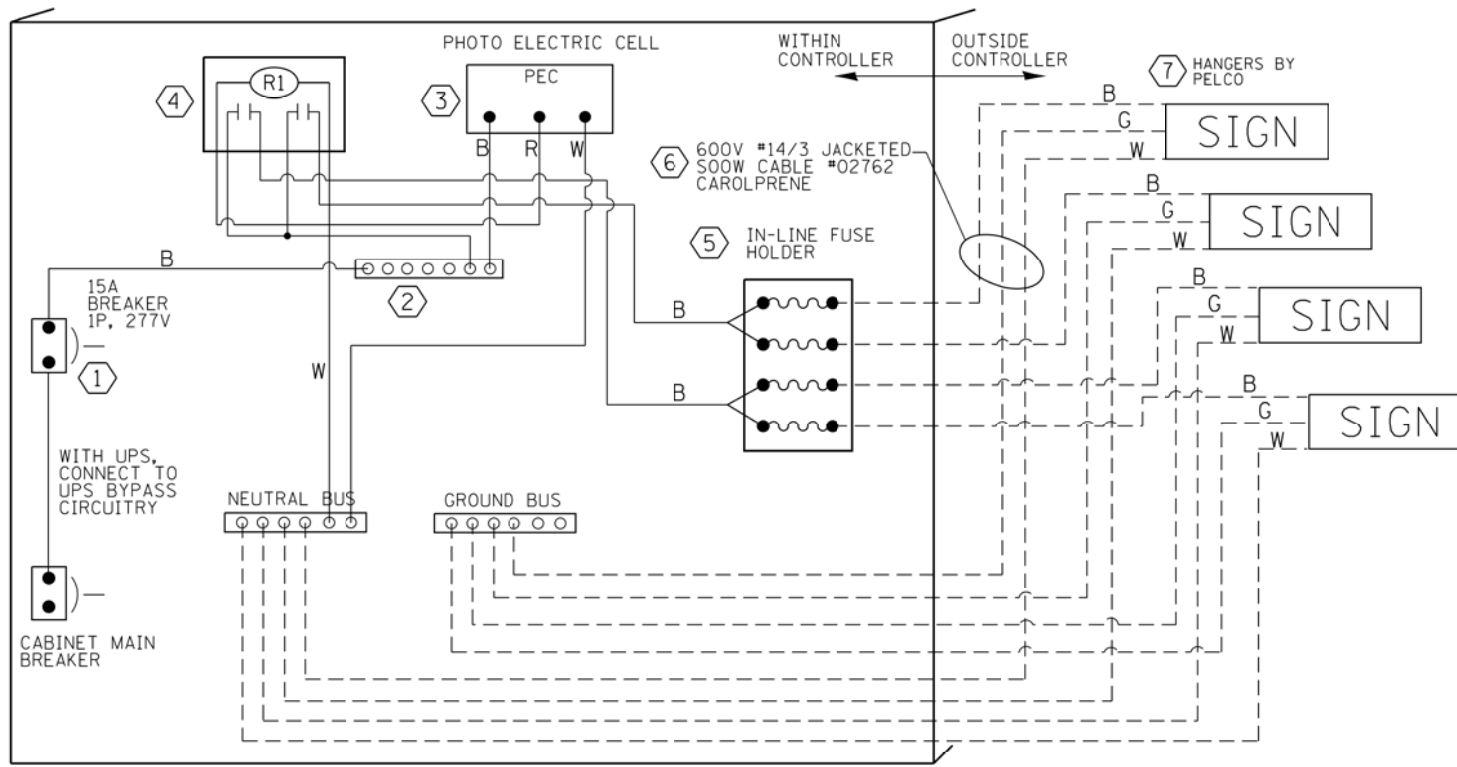 PHOTO ELECTRIC CELL
WITHIN
CONTROLLER
OUTSIDE
CONTROLLER
7
HANGERS BY
PELCO
4
R1
3
PEC
B
R
W
6
600V #14/3 JACKETED
SOOW CABLE #02762
CAROLPRENE
B
G
W
SIGN
B
G
W
SIGN
5
IN-LINE FUSE
HOLDER
B
2
15A
BREAKER
1P, 277V
1
B
B
W
B
G
W
SIGN
B
G
W
SIGN
WITH UPS,
CONNECT TO
UPS BYPASS
CIRCUITRY
NEUTRAL BUS
GROUND BUS
CABINET MAIN
BREAKER